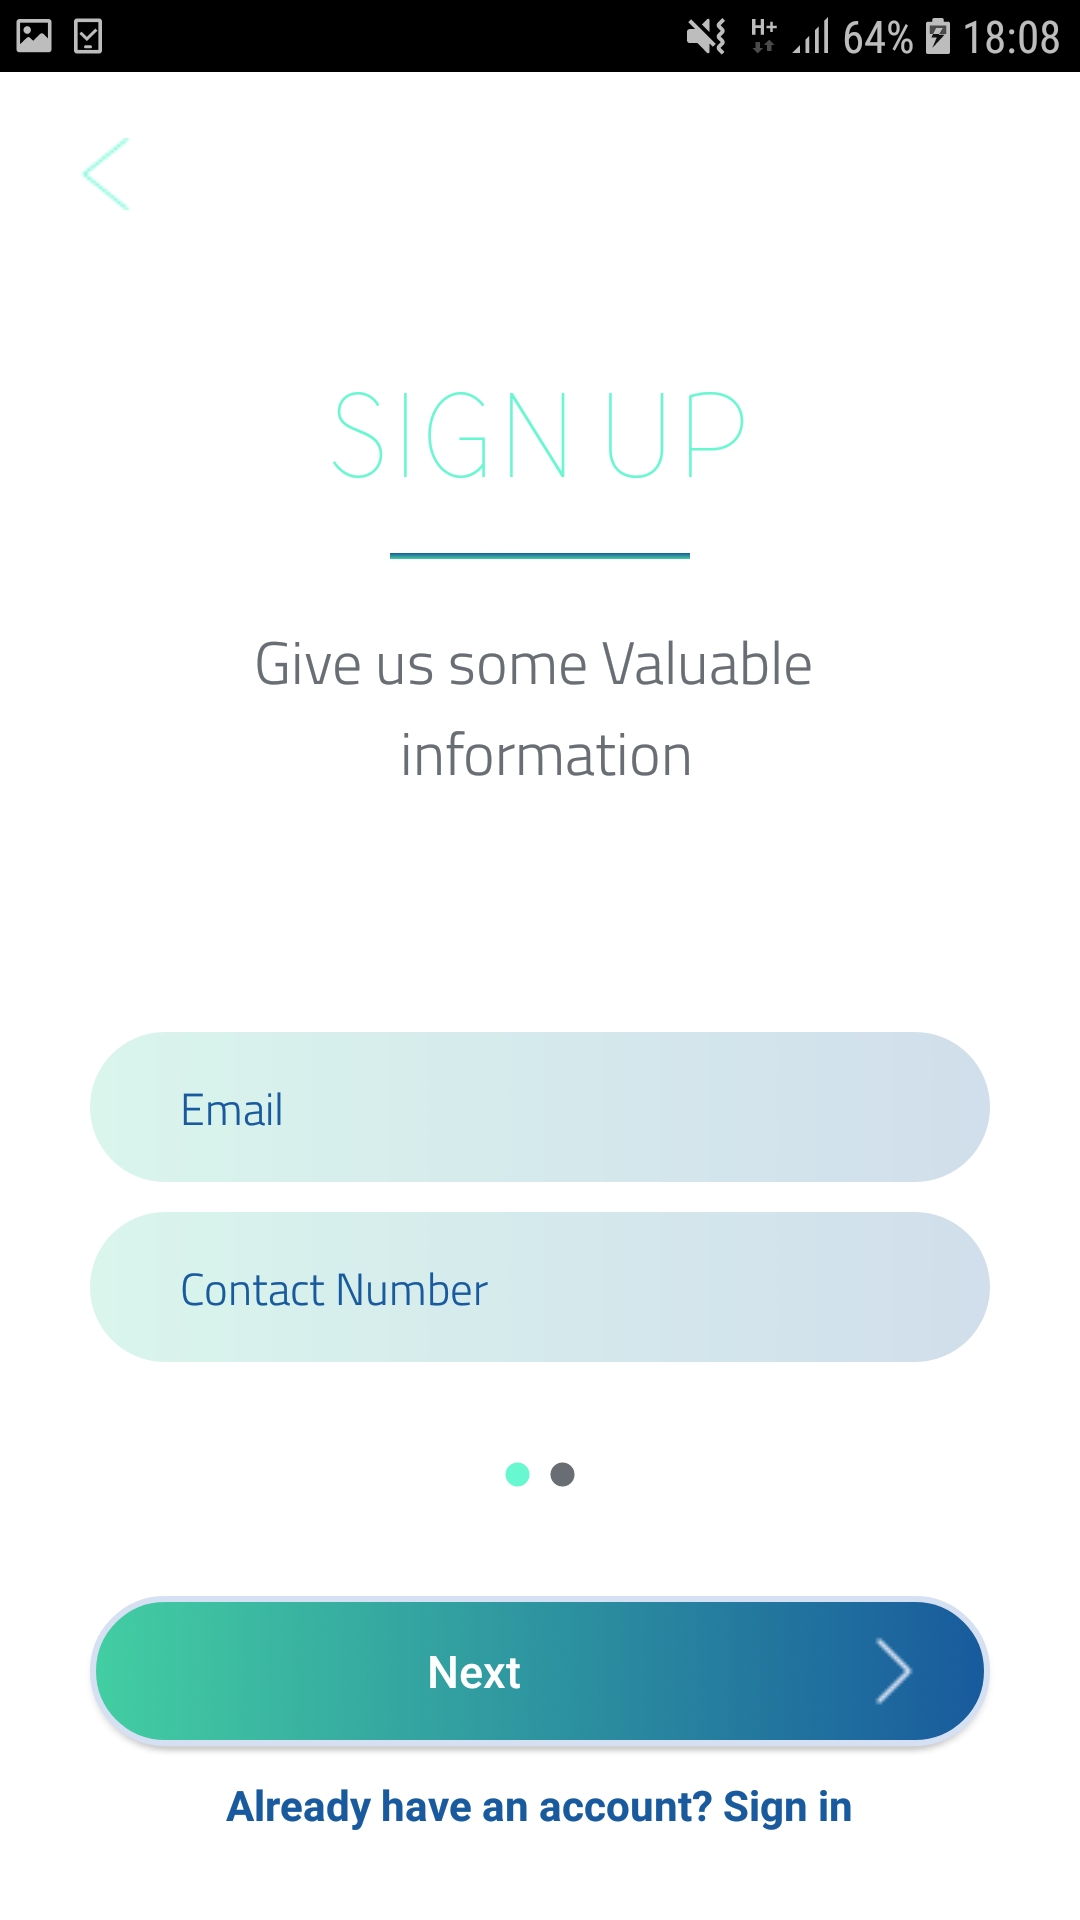 H+ 64% 18:08
SIGN UP
Give us some Valuable
information
Email
Contact Number
Next
Already have an account? Sign in